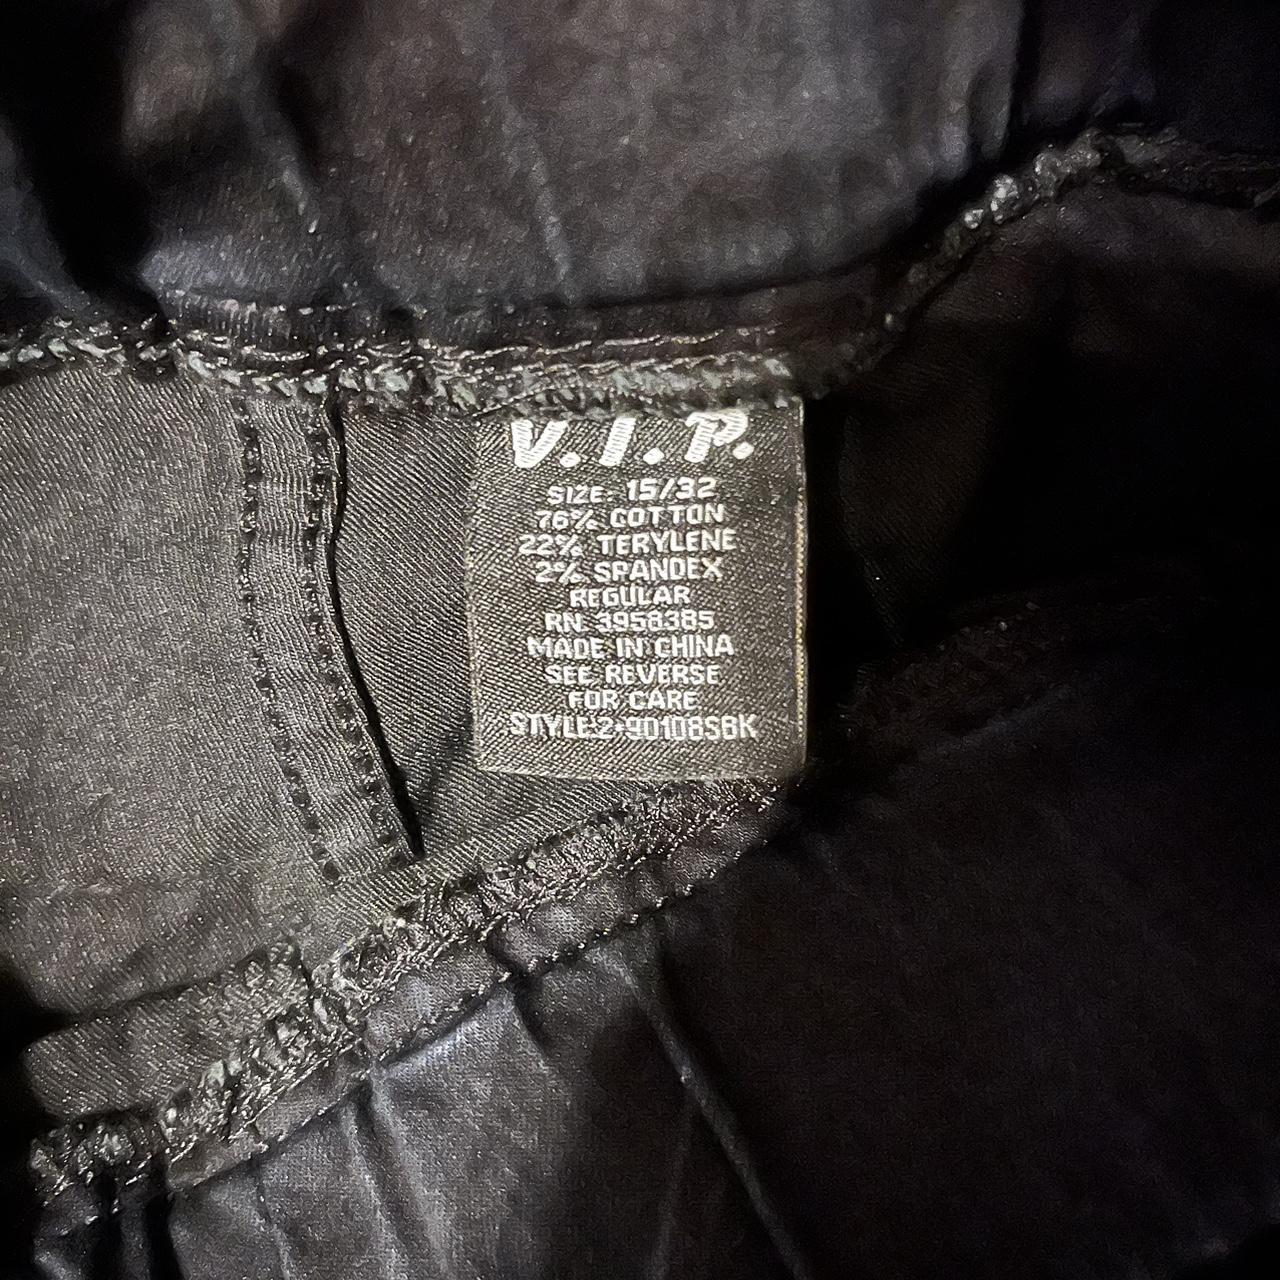 V.I.P.
SIZE: 15/32
76% COTTON
22% TERYLENE
2% SPANDEX
REGULAR
RN 3958385
MADE IN CHINA
SEE REVERSE
FOR CARE
STYLE:2*90108SBK